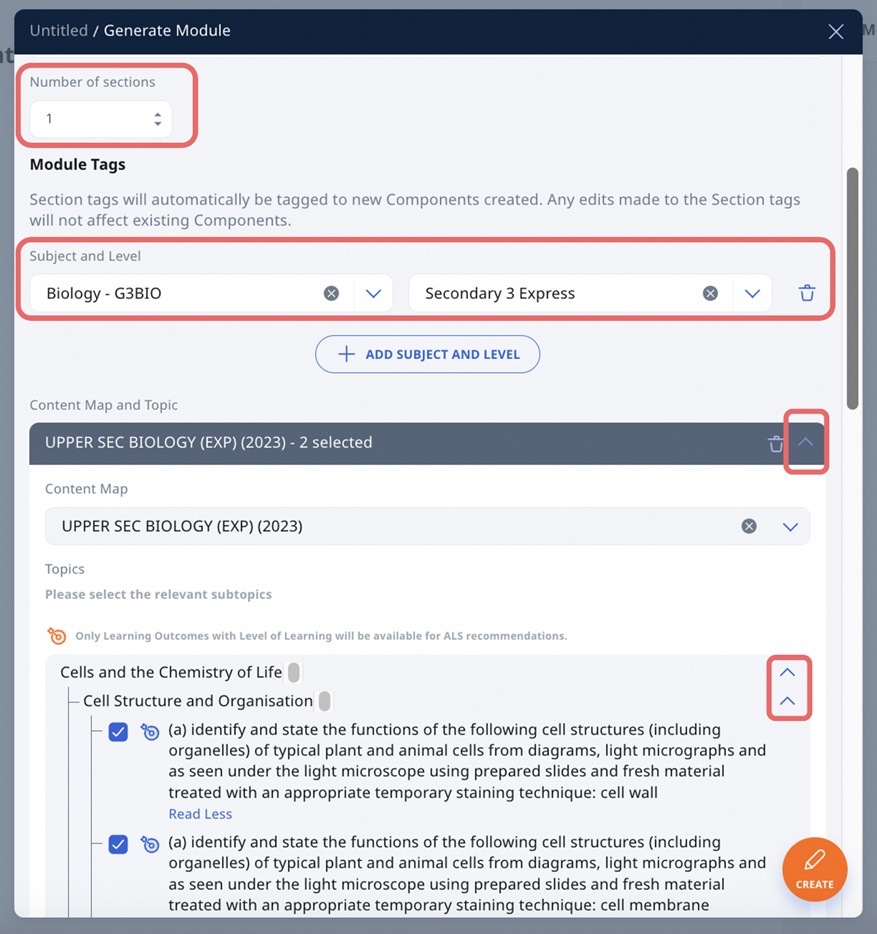 Untitled / Generate Module
Number of sections
1
Module Tags
Section tags will automatically be tagged to new Components created. Any edits made to the Section tags
will not affect existing Components.
Subject and Level
Biology - G3BIO
Secondary 3 Express
ADD SUBJECT AND LEVEL
Content Map and Topic
UPPER SEC BIOLOGY (EXP) (2023) - 2 selected
Content Map
UPPER SEC BIOLOGY (EXP) (2023)
Topics
Please select the relevant subtopics
Only Learning Outcomes with Level of Learning will be available for ALS recommendations.
Cells and the Chemistry of Life
Cell Structure and Organisation
(a) identify and state the functions of the following cell structures (including
organelles) of typical plant and animal cells from diagrams, light micrographs and
as seen under the light microscope using prepared slides and fresh material
treated with an appropriate temporary staining technique: cell wall
Read Less
(a) identify and state the functions of the following cell structures (including
organelles) of typical plant and animal cells from diagrams, light micrographs and
as seen under the light microscope using prepared slides and fresh material
treated with an appropriate temporary staining technique: cell membrane
CREATE